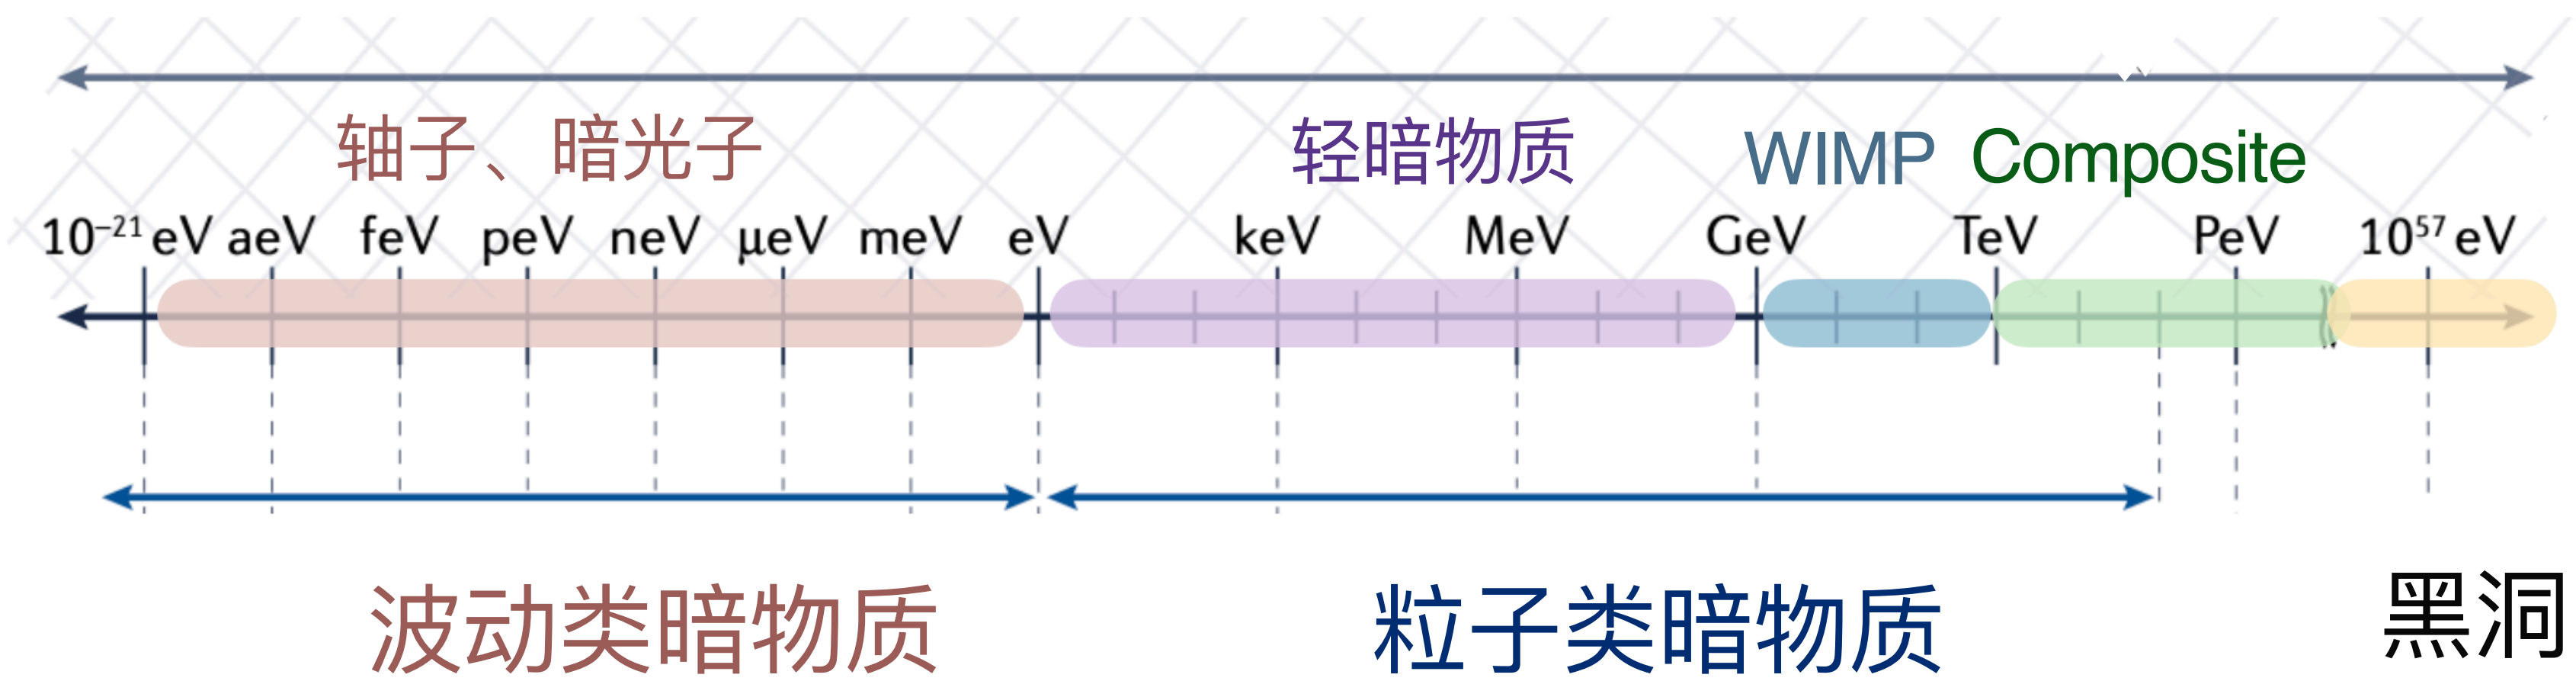 轴子、暗光子 轻暗物质 WIMP Composite
10⁻²¹ eV aeV feV peV neV μeV meV eV keV MeV GeV TeV PeV 10⁵⁷ eV
波动类暗物质 粒子类暗物质 黑洞